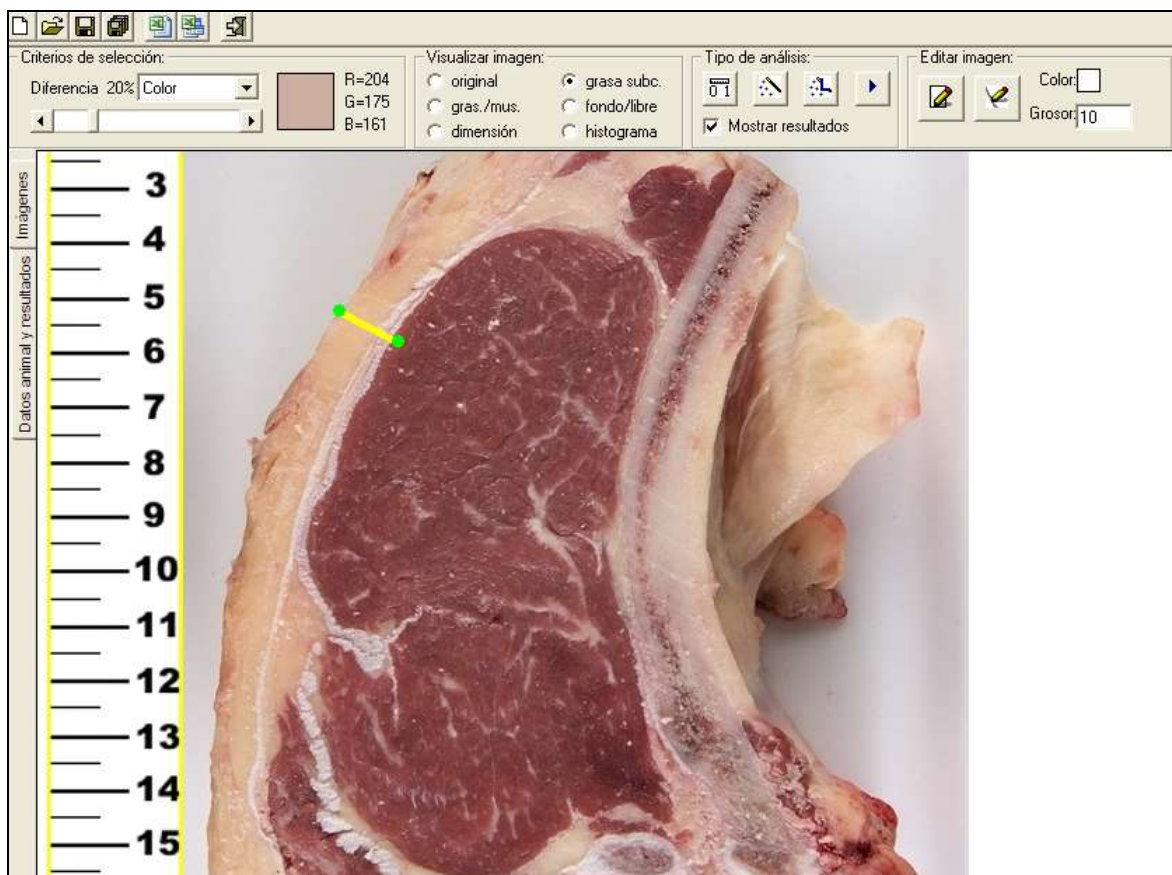 Criterios de selección:
Diferencia 20% Color
R=204
G=175
B=161
Visualizar imagen:
original
grasa subc.
gras./mus.
fondo/libre
dimensión
histograma
Tipo de análisis:
0 1
Mostrar resultados
Editar imagen:
Color:
Grosor: 10
Imágenes
Datos animal y resultados
3
4
5
6
7
8
9
10
11
12
13
14
15